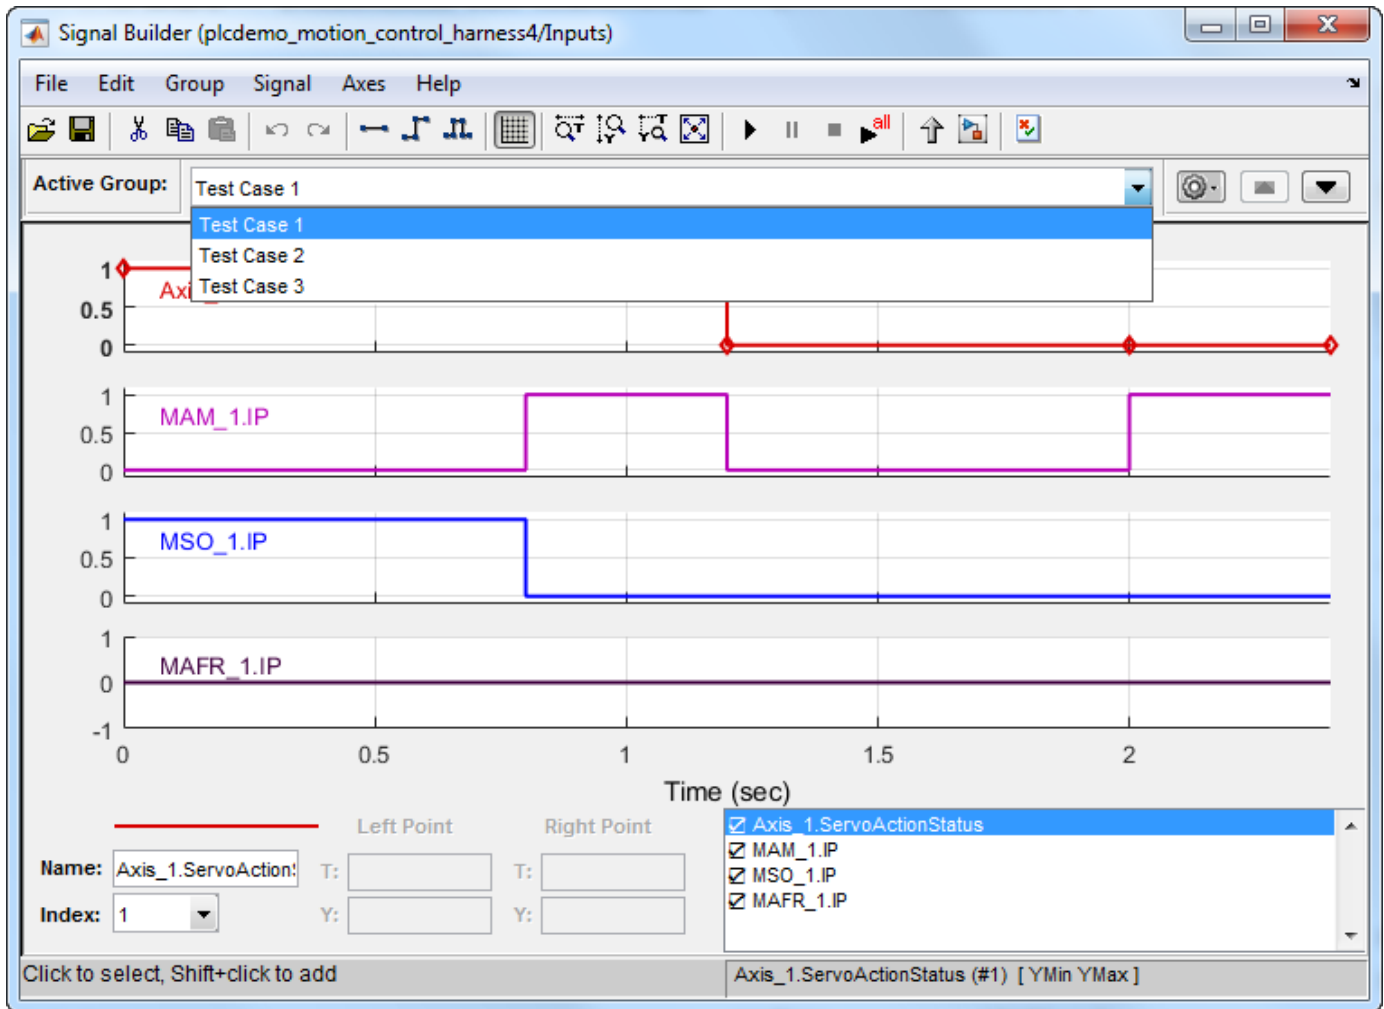 Signal Builder (plcdemo_motion_control_harness4/Inputs)
File Edit Group Signal Axes Help
all
Active Group: Test Case 1
Test Case 1
Test Case 2
Test Case 3
1
Axi
0.5
0
1
MAM_1.IP
0.5
0
1
MSO_1.IP
0.5
0
1
MAFR_1.IP
0
-1
0 0.5 1 1.5 2
Time (sec)
Left Point Right Point
Name: Axis_1.ServoAction T: T:
Index: 1 Y: Y:
Axis_1.ServoActionStatus
MAM_1.IP
MSO_1.IP
MAFR_1.IP
Click to select, Shift+click to add
Axis_1.ServoActionStatus (#1) [ YMin YMax ]